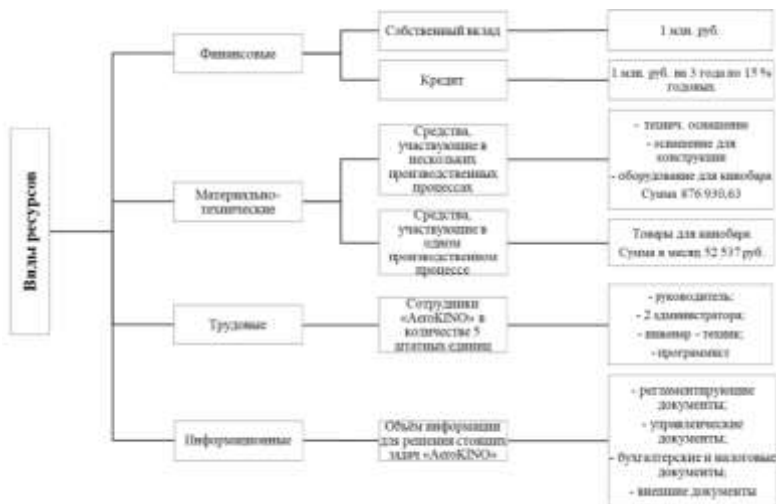 Виды ресурсов
Финансовые
Собственный вклад
1 млн. руб.
Кредит
1 млн. руб. на 3 года по 15 %
годовых
Материально-
технические
Средства,
участвующие в
нескольких
производственных
процессах
- технич. оснащение
- оснащение для
конструкции
- оборудование для кинобара
Сумма 876 930,63
Средства,
участвующие в
одном
производственном
процессе
Товары для кинобара
Сумма в месяц 52 537 руб.
Трудовые
Сотрудники
«AeroKINO» в
количестве 5
штатных единиц
- руководитель;
- 2 администратора;
- инженер - техник;
- программист
Информационные
Объём информации
для решения стоящих
задач «AeroKINO»
- регламентирующие
документы;
- управленческие
документы;
- бухгалтерские и налоговые
документы;
- внешние документы